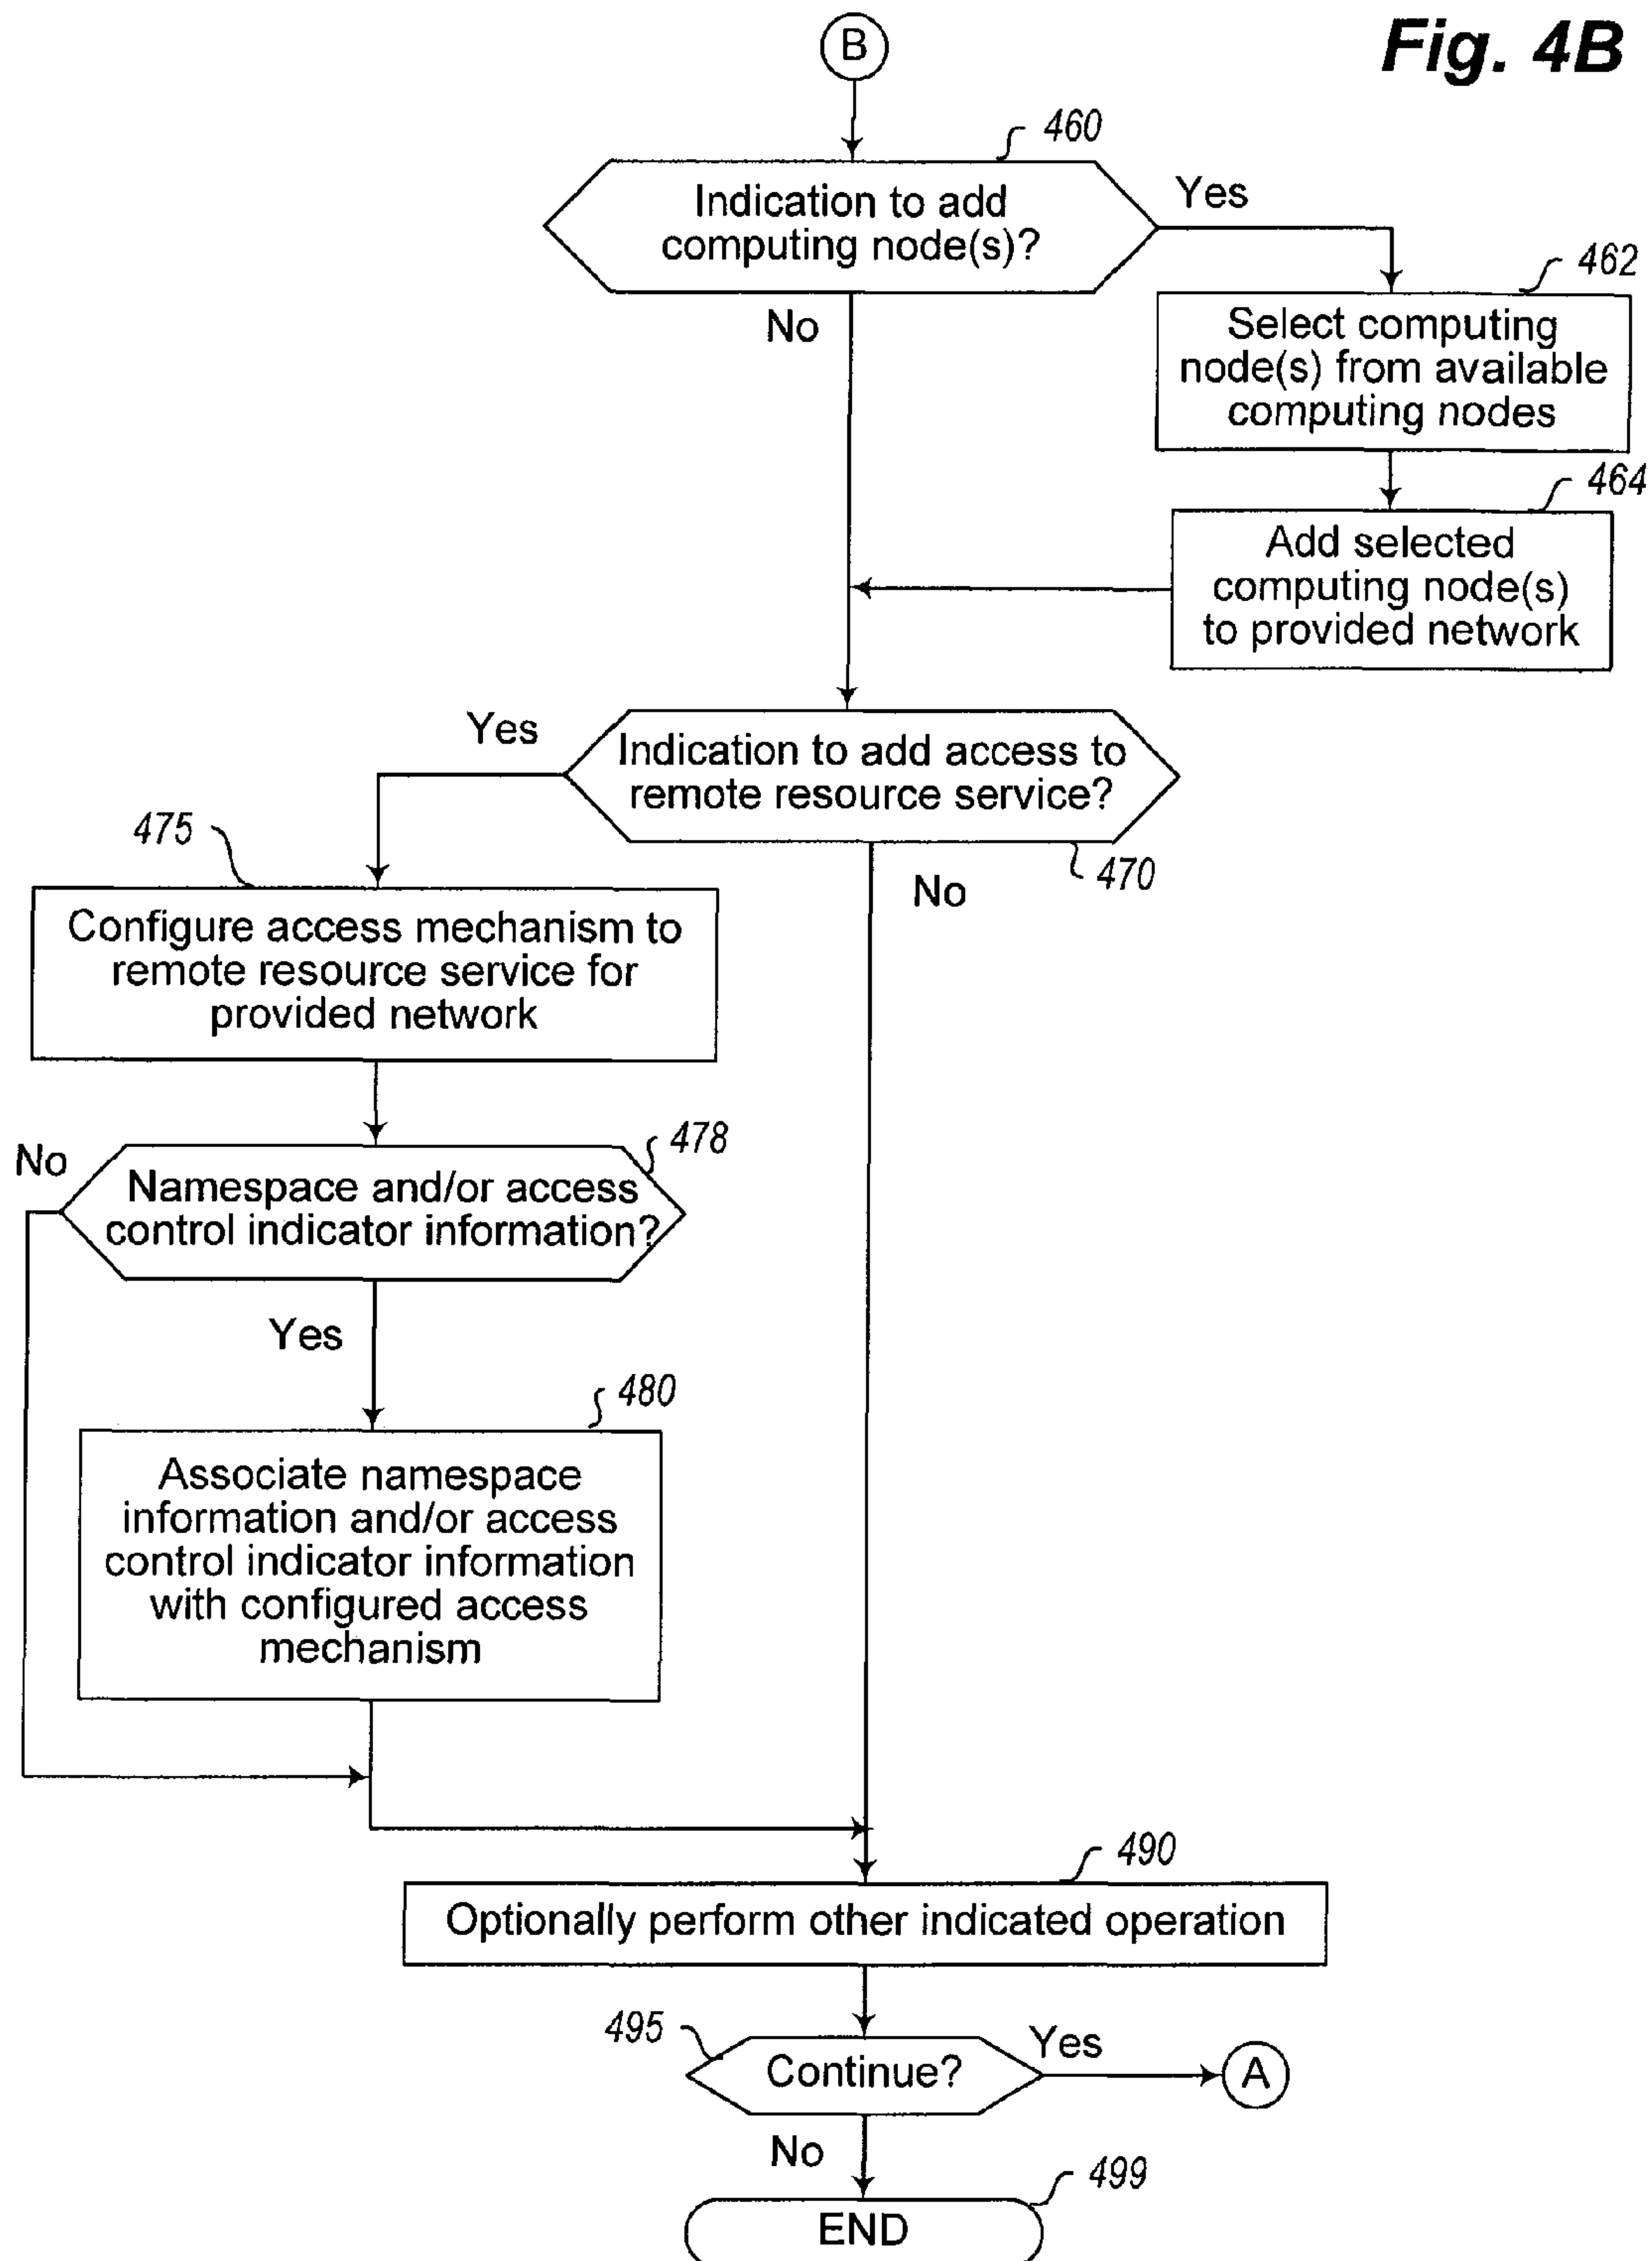 Fig. 4B
B
460
Indication to add
computing node(s)?
Yes
No
462
Select computing
node(s) from available
computing nodes
464
Add selected
computing node(s)
to provided network
Yes
Indication to add access to
remote resource service?
470
No
475
Configure access mechanism to
remote resource service for
provided network
478
No
Namespace and/or access
control indicator information?
Yes
480
Associate namespace
information and/or access
control indicator information
with configured access
mechanism
490
Optionally perform other indicated operation
495
Continue?
Yes
A
No
499
END